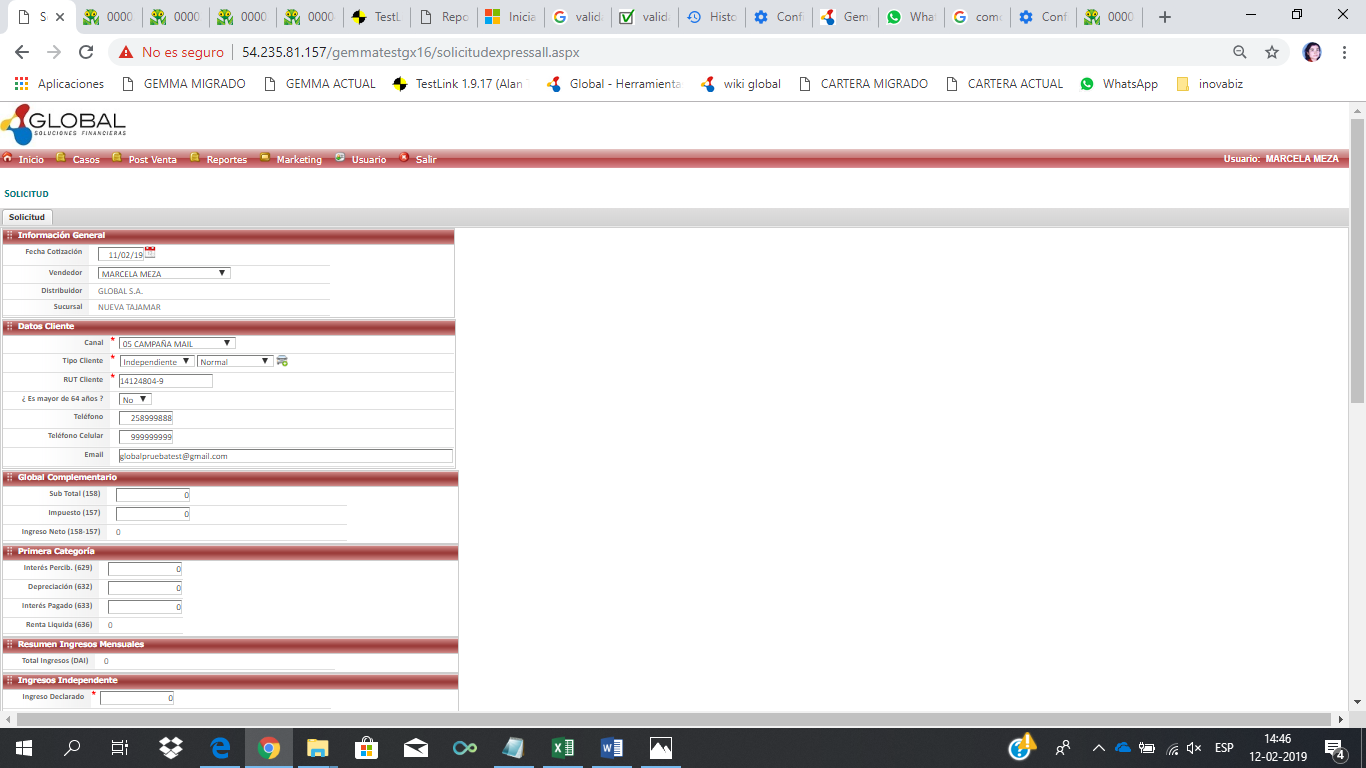 S
0000
0000
0000
0000
TestL
Repo
Inicia
valida
valida
Histo
Confi
Gem
What
como
Conf
0000
No es seguro
54.235.81.157/gemmatestgx16/solicitudexpressall.aspx
Aplicaciones
GEMMA MIGRADO
GEMMA ACTUAL
TestLink 1.9.17 (Alan
Global - Herramienta
wiki global
CARTERA MIGRADO
CARTERA ACTUAL
WhatsApp
inovabiz
GLOBAL
SOLUCIONES FINANCIERAS
Inicio
Casos
Post Venta
Reportes
Marketing
Usuario
Salir
Usuario: MARCELA MEZA
SOLICITUD
Solicitud
Información General
Fecha Cotización 11/02/19
Vendedor MARCELA MEZA
Distribuidor GLOBAL S.A.
Sucursal NUEVA TAJAMAR
Datos Cliente
Canal * 05 CAMPAÑA MAIL
Tipo Cliente * Independiente Normal
RUT Cliente * 14124804-9
¿ Es mayor de 64 años ? No
Teléfono 258999888
Teléfono Celular 999999999
Email globalpruebatest@gmail.com
Global Complementario
Sub Total (158) 0
Impuesto (157) 0
Ingreso Neto (158-157) 0
Primera Categoría
Interés Percib. (629) 0
Depreciación (632) 0
Interés Pagado (633) 0
Renta Liquida (636) 0
Resumen Ingresos Mensuales
Total Ingresos (DAI) 0
Ingresos Independiente
Ingreso Declarado * 0
ESP
14:46
12-02-2019
4